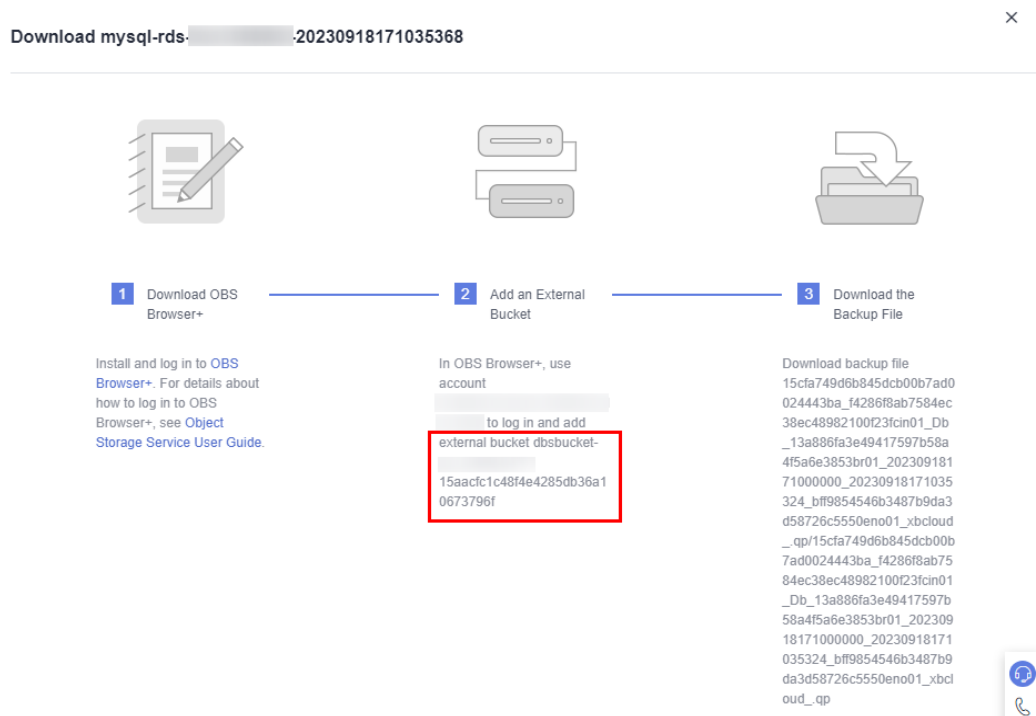 Download mysql-rds- -20230918171035368
1 Download OBS
Browser+
Install and log in to OBS
Browser+. For details about
how to log in to OBS
Browser+, see Object
Storage Service User Guide.
2 Add an External
Bucket
In OBS Browser+, use
account
to log in and add
external bucket dbsbucket-
15aacfc1c48f4e4285db36a1
0673796f
3 Download the
Backup File
Download backup file
15cfa749d6b845dcb00b7ad0
024443ba_f4286f8ab7584ec
38ec48982100f23fcin01_Db
_13a886fa3e49417597b58a
4f5a6e3853br01_202309181
71000000_20230918171035
324_bff9854546b3487b9da3
d58726c5550eno01_xbcloud
_.qp/15cfa749d6b845dcb00b
7ad0024443ba_f4286f8ab75
84ec38ec48982100f23fcin01
_Db_13a886fa3e49417597b
58a4f5a6e3853br01_202309
18171000000_20230918171
035324_bff9854546b3487b9
da3d58726c5550eno01_xbcl
oud_.qp